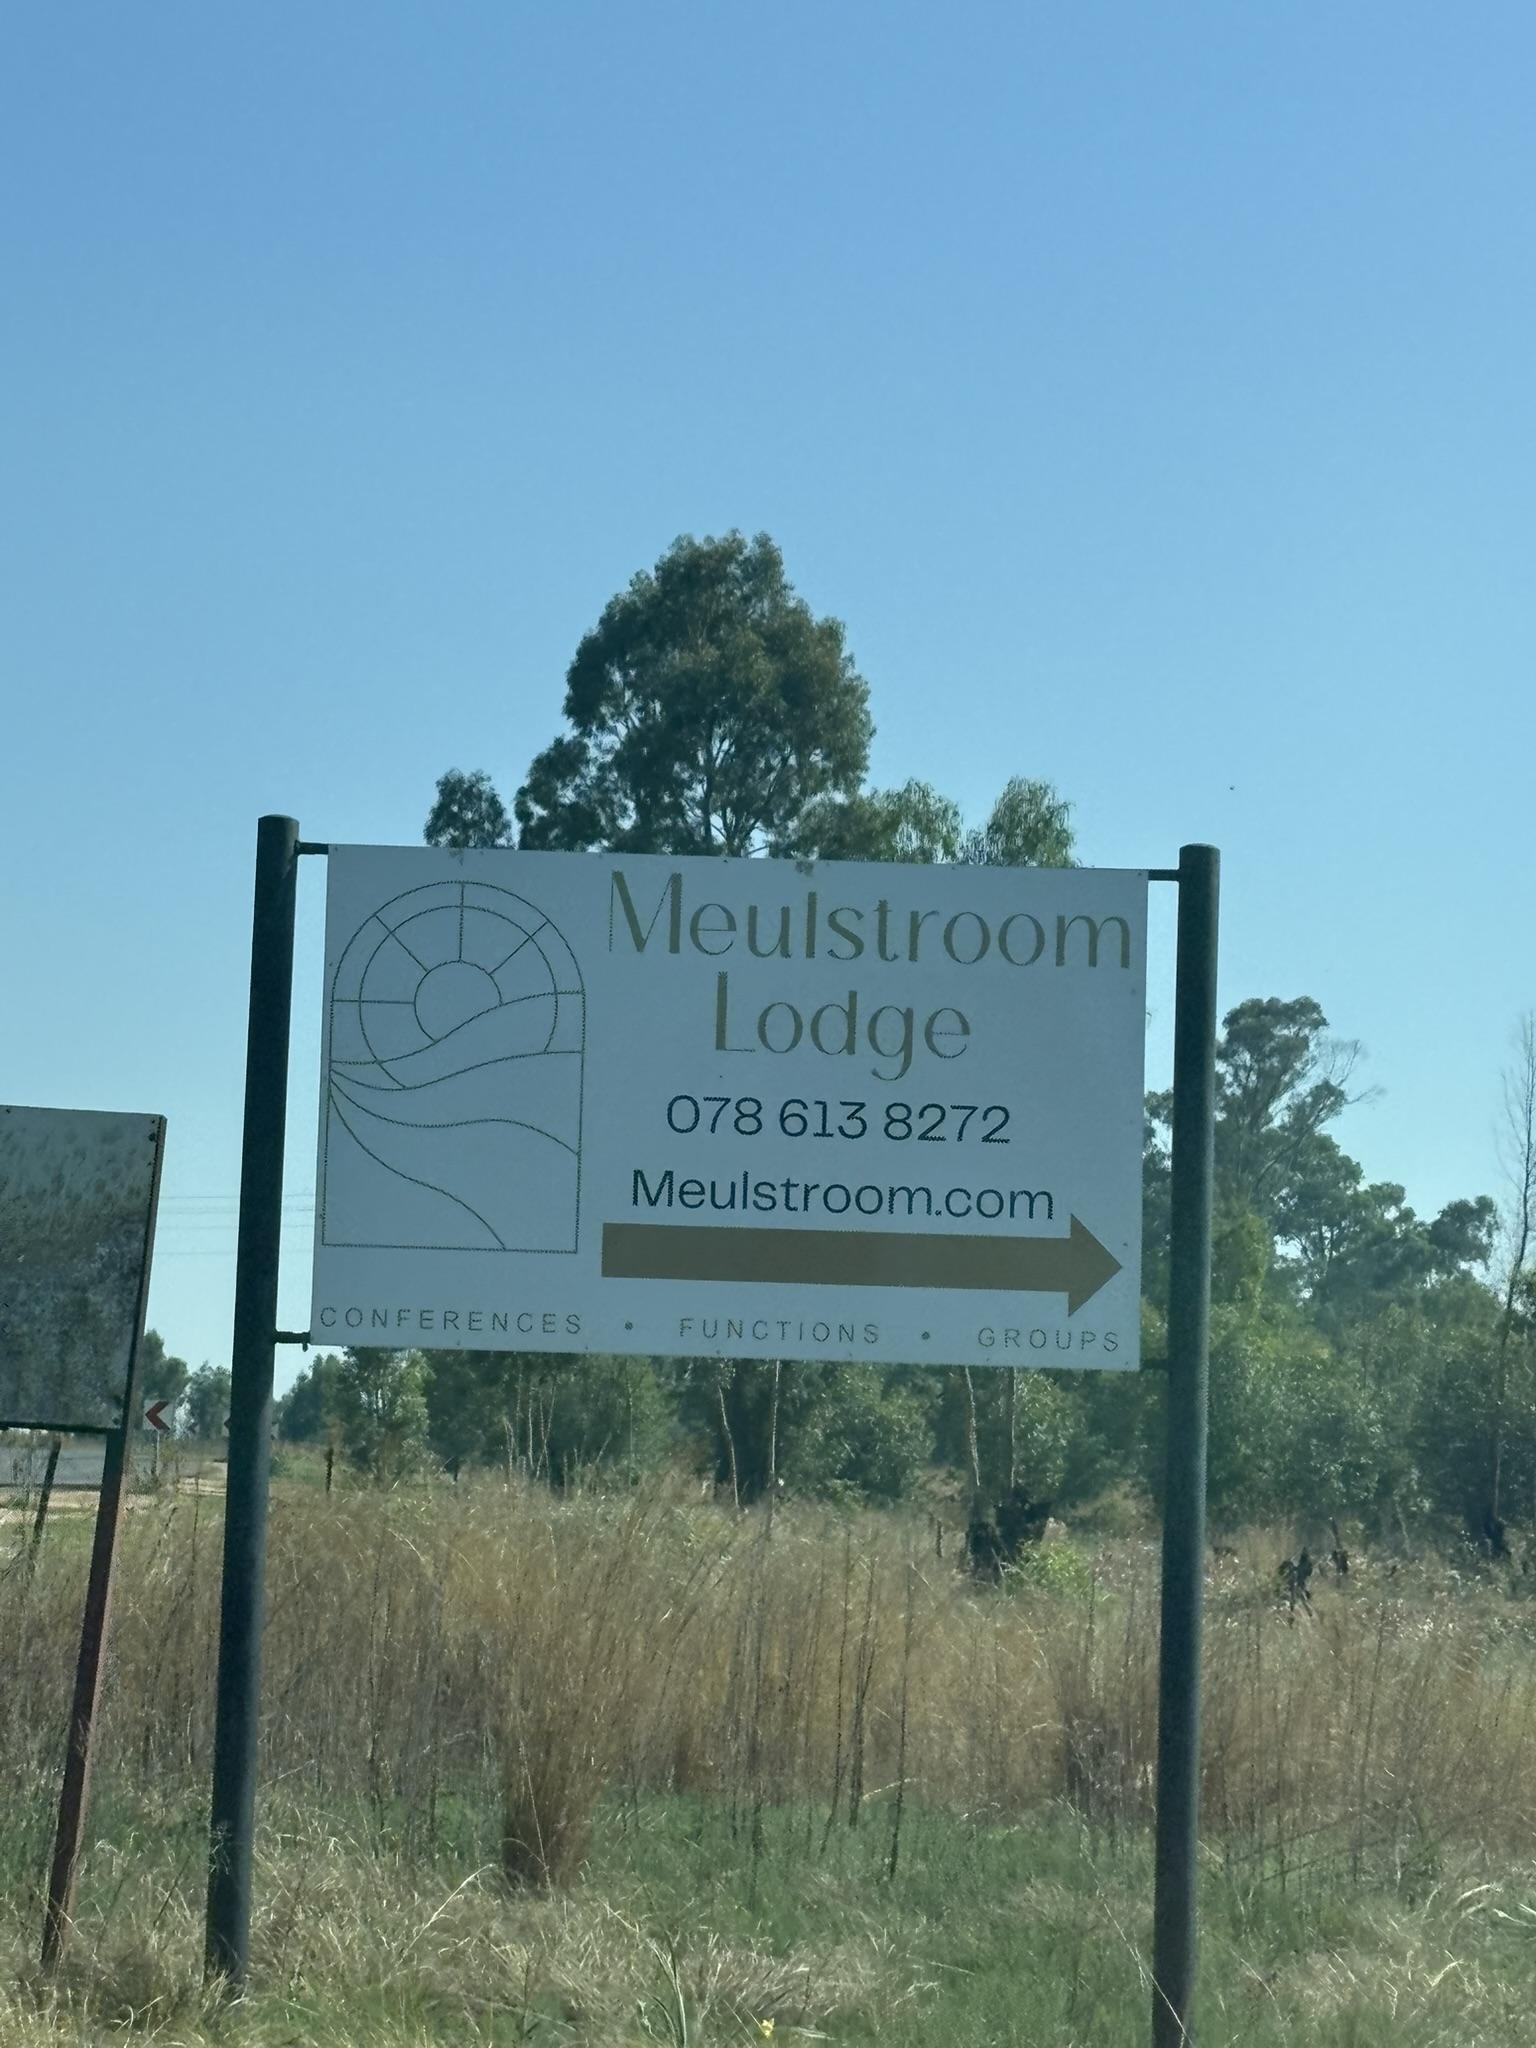 Meulstroom
Lodge
078 613 8272
Meulstroom.com
CONFERENCES • FUNCTIONS • GROUPS